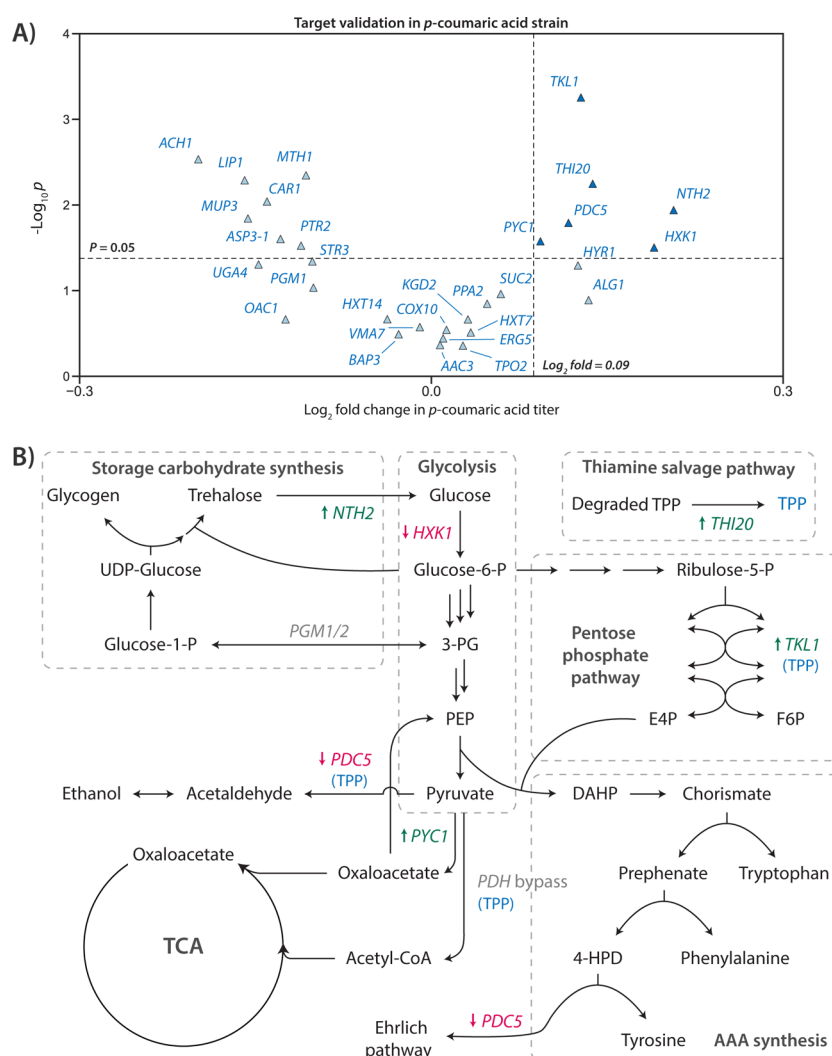 A)
Target validation in p-coumaric acid strain
4
3
2
1
0
-Log10 p
TKL1
ACH1
LIP1
MTH1
CAR1
THI20
NTH2
MUP3
PDC5
ASP3-1
PTR2
PYC1
HXK1
P = 0.05
STR3
HYR1
UGA4
PGM1
KGD2
PPA2
SUC2
ALG1
OAC1
HXT14
COX10
VMA7
HXT7
ERG5
BAP3
AAC3
TPO2
Log2 fold = 0.09
−0.3
0.0
0.3
Log2 fold change in p-coumaric acid titer
B)
Storage carbohydrate synthesis
Glycolysis
Thiamine salvage pathway
Glycogen
Trehalose
Glucose
↑ NTH2
Degraded TPP
TPP
↑ THI20
↓ HXK1
UDP-Glucose
Glucose-6-P
Ribulose-5-P
Glucose-1-P
PGM1/2
3-PG
Pentose
phosphate
pathway
↑ TKL1
(TPP)
PEP
E4P
F6P
↓ PDC5
(TPP)
Ethanol
Acetaldehyde
Pyruvate
DAHP
Chorismate
↑ PYC1
Oxaloacetate
Oxaloacetate
PDH bypass
(TPP)
Prephenate
Tryptophan
TCA
Acetyl-CoA
4-HPD
Phenylalanine
↓ PDC5
Ehrlich
pathway
Tyrosine
AAA synthesis